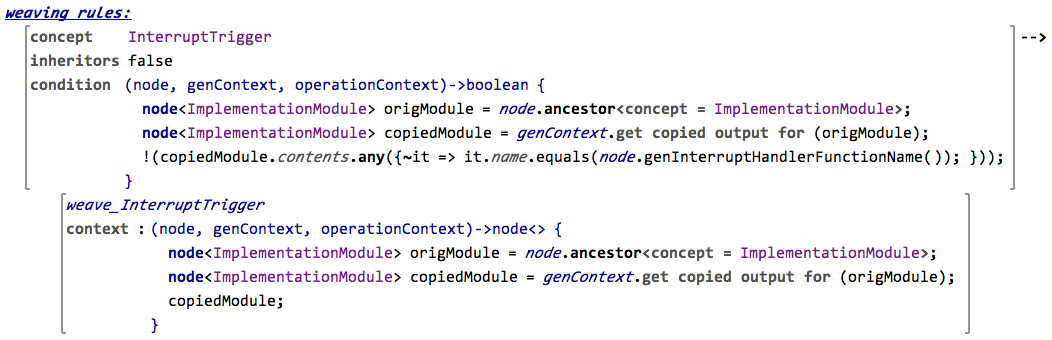 weaving rules:
concept InterruptTrigger -->
inheritors false
condition (node, genContext, operationContext)->boolean {
node<ImplementationModule> origModule = node.ancestor<concept = ImplementationModule>;
node<ImplementationModule> copiedModule = genContext.get copied output for (origModule);
!(copiedModule.contents.any({~it => it.name.equals(node.genInterruptHandlerFunctionName()); }));
}
weave_InterruptTrigger
context : (node, genContext, operationContext)->node<> {
node<ImplementationModule> origModule = node.ancestor<concept = ImplementationModule>;
node<ImplementationModule> copiedModule = genContext.get copied output for (origModule);
copiedModule;
}